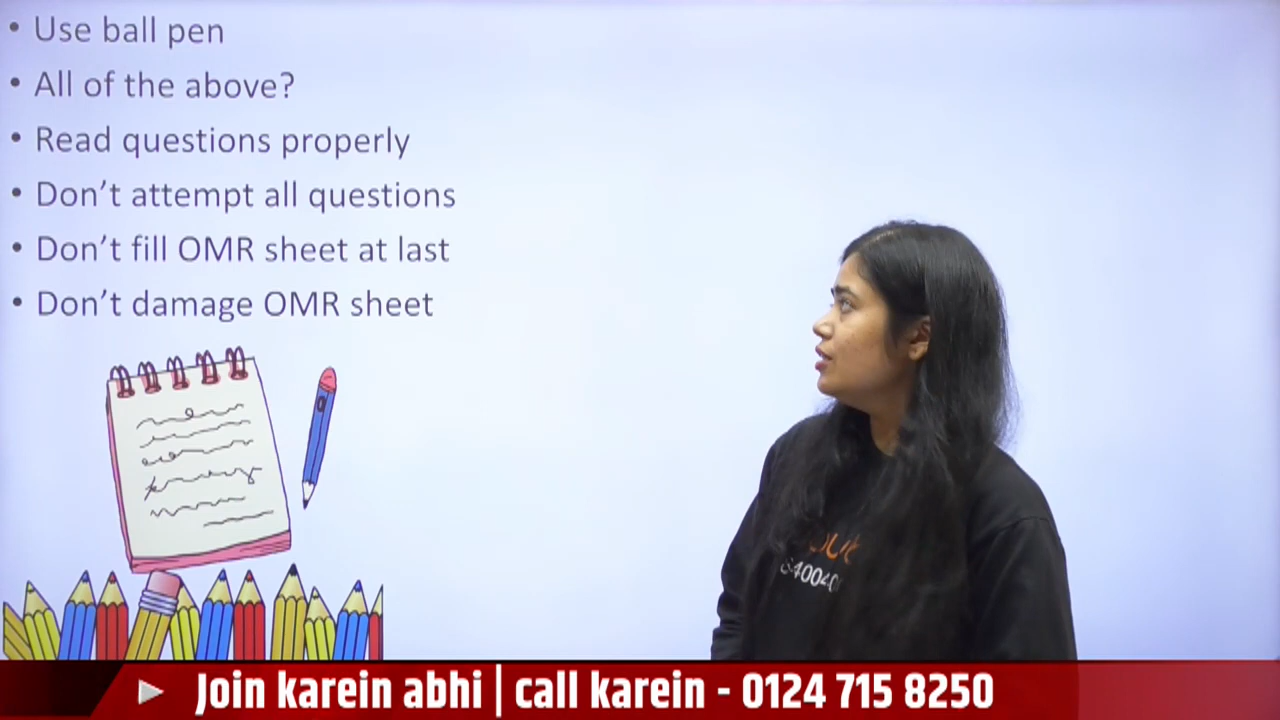 • Use ball pen
• All of the above?
• Read questions properly
• Don’t attempt all questions
• Don’t fill OMR sheet at last
• Don’t damage OMR sheet
Join karein abhi | call karein - 0124 715 8250